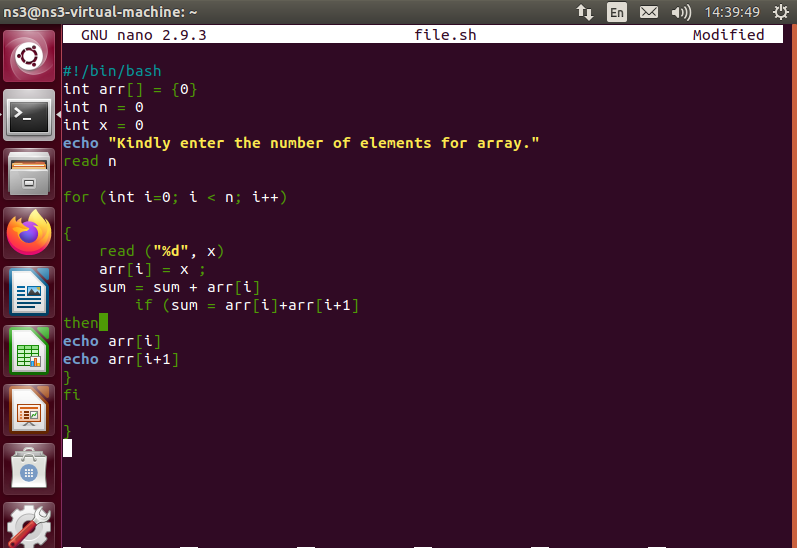 ns3@ns3-virtual-machine: ~ En 14:39:49
GNU nano 2.9.3 file.sh Modified
#!/bin/bash
int arr[] = {0}
int n = 0
int x = 0
echo "Kindly enter the number of elements for array."
read n
for (int i=0; i < n; i++)
{
read ("%d", x)
arr[i] = x ;
sum = sum + arr[i]
if (sum = arr[i]+arr[i+1]
then
echo arr[i]
echo arr[i+1]
}
fi
}